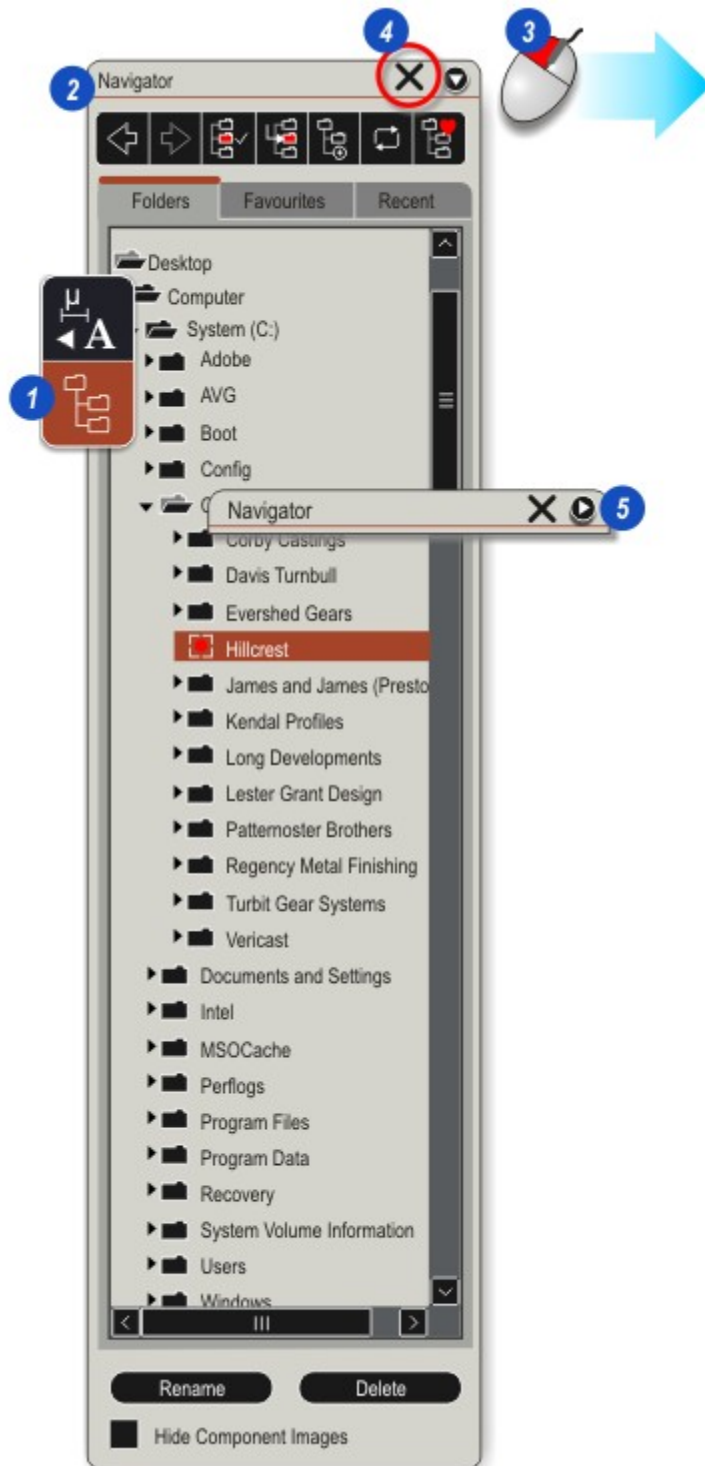 4
3
2
Navigator
Folders Favourites Recent
Desktop
Computer
System (C:)
µ
A
Adobe
1
AVG
Boot
Config
Navigator
5
Corby Castings
Davis Turnbull
Evershed Gears
Hillcrest
James and James (Presto
Kendal Profiles
Long Developments
Lester Grant Design
Patternoster Brothers
Regency Metal Finishing
Turbit Gear Systems
Vericast
Documents and Settings
Intel
MSOCache
Perflogs
Program Files
Program Data
Recovery
System Volume Information
Users
Windows
Rename Delete
Hide Component Images